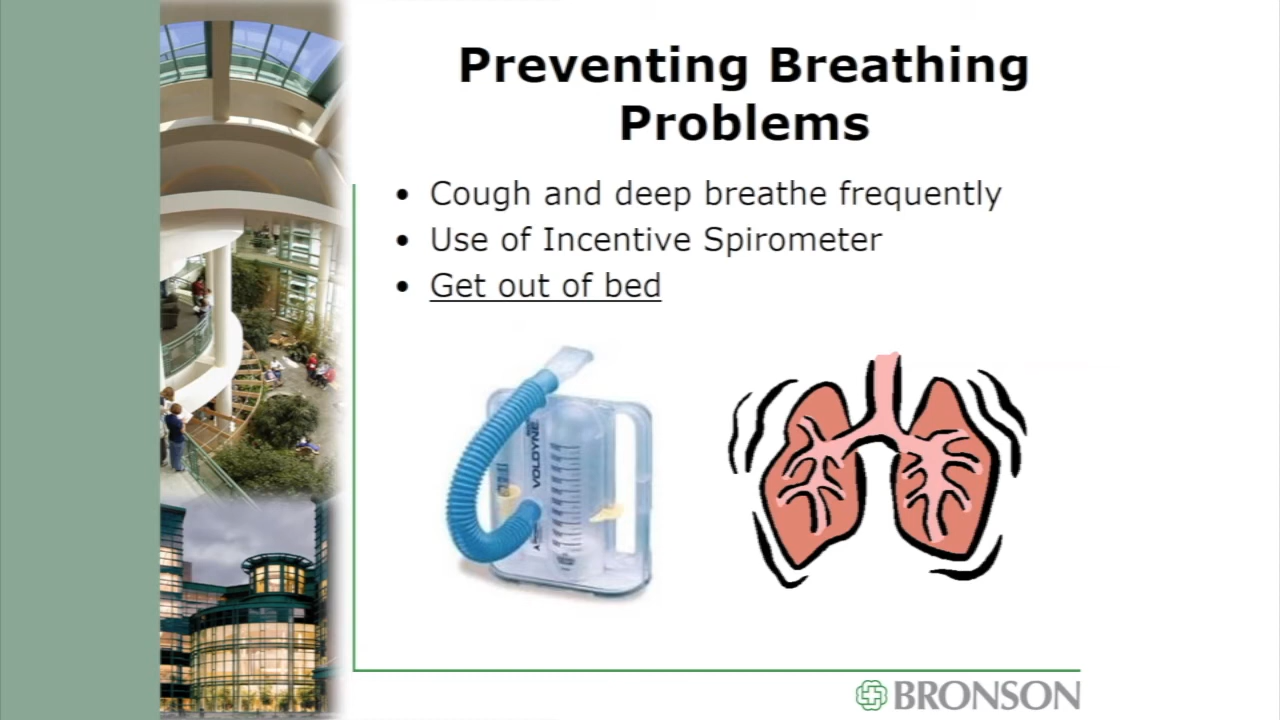 Preventing Breathing
Problems
• Cough and deep breathe frequently
• Use of Incentive Spirometer
• Get out of bed
VOLDYNE
BRONSON